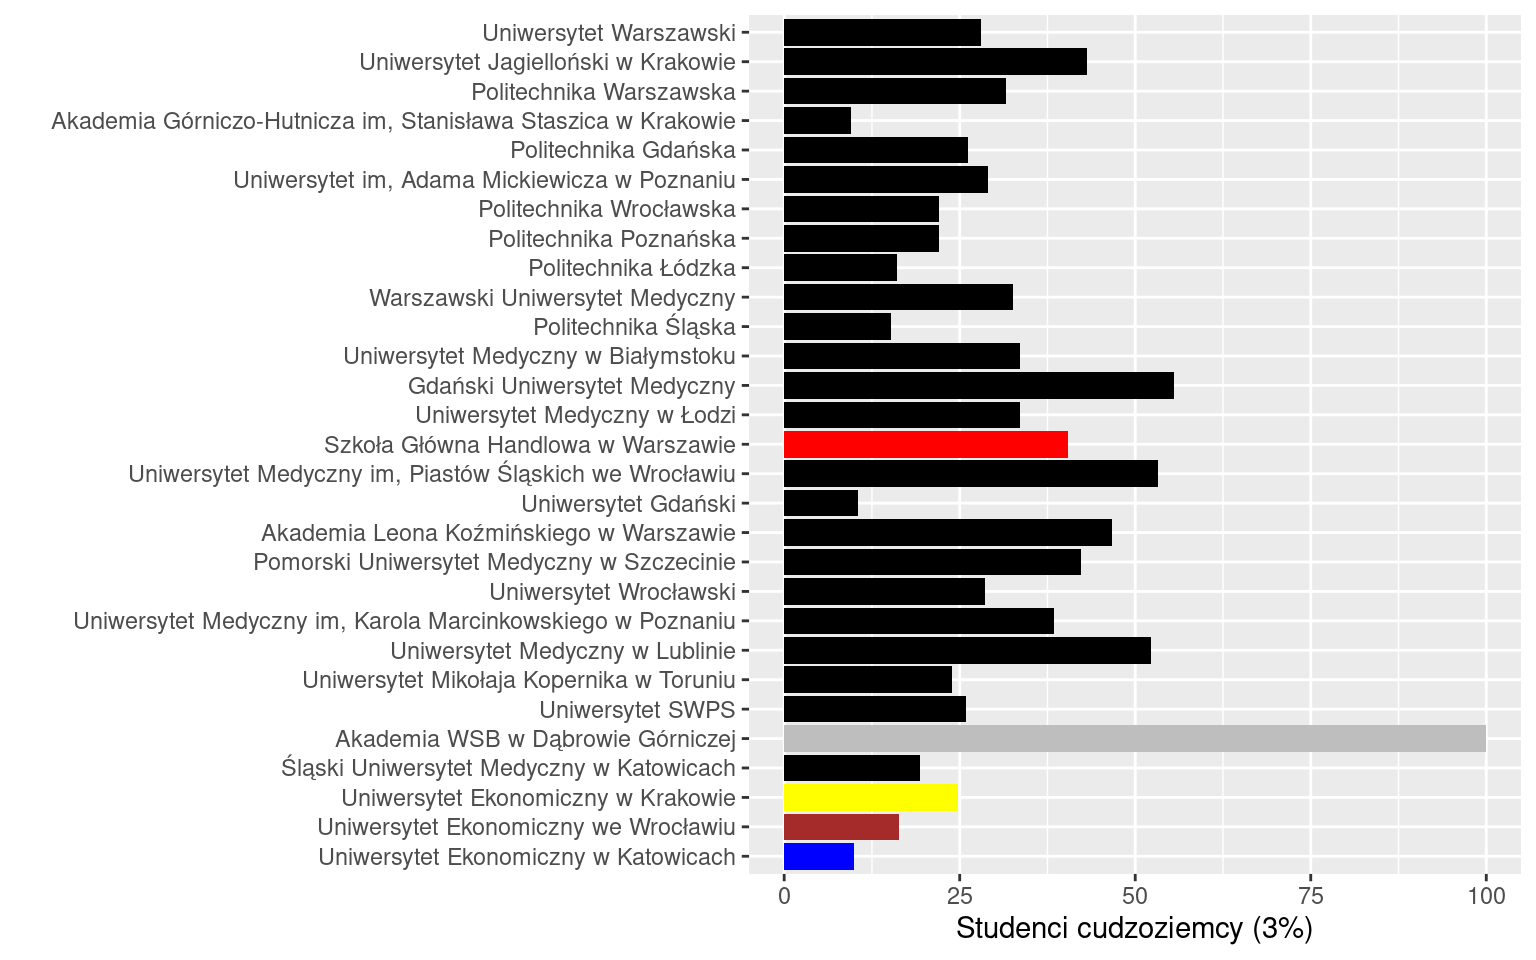 Uniwersytet Warszawski
Uniwersytet Jagielloński w Krakowie
Politechnika Warszawska
Akademia Górniczo-Hutnicza im, Stanisława Staszica w Krakowie
Politechnika Gdańska
Uniwersytet im, Adama Mickiewicza w Poznaniu
Politechnika Wrocławska
Politechnika Poznańska
Politechnika Łódzka
Warszawski Uniwersytet Medyczny
Politechnika Śląska
Uniwersytet Medyczny w Białymstoku
Gdański Uniwersytet Medyczny
Uniwersytet Medyczny w Łodzi
Szkoła Główna Handlowa w Warszawie
Uniwersytet Medyczny im, Piastów Śląskich we Wrocławiu
Uniwersytet Gdański
Akademia Leona Koźmińskiego w Warszawie
Pomorski Uniwersytet Medyczny w Szczecinie
Uniwersytet Wrocławski
Uniwersytet Medyczny im, Karola Marcinkowskiego w Poznaniu
Uniwersytet Medyczny w Lublinie
Uniwersytet Mikołaja Kopernika w Toruniu
Uniwersytet SWPS
Akademia WSB w Dąbrowie Górniczej
Śląski Uniwersytet Medyczny w Katowicach
Uniwersytet Ekonomiczny w Krakowie
Uniwersytet Ekonomiczny we Wrocławiu
Uniwersytet Ekonomiczny w Katowicach
0 25 50 75 100
Studenci cudzoziemcy (3%)